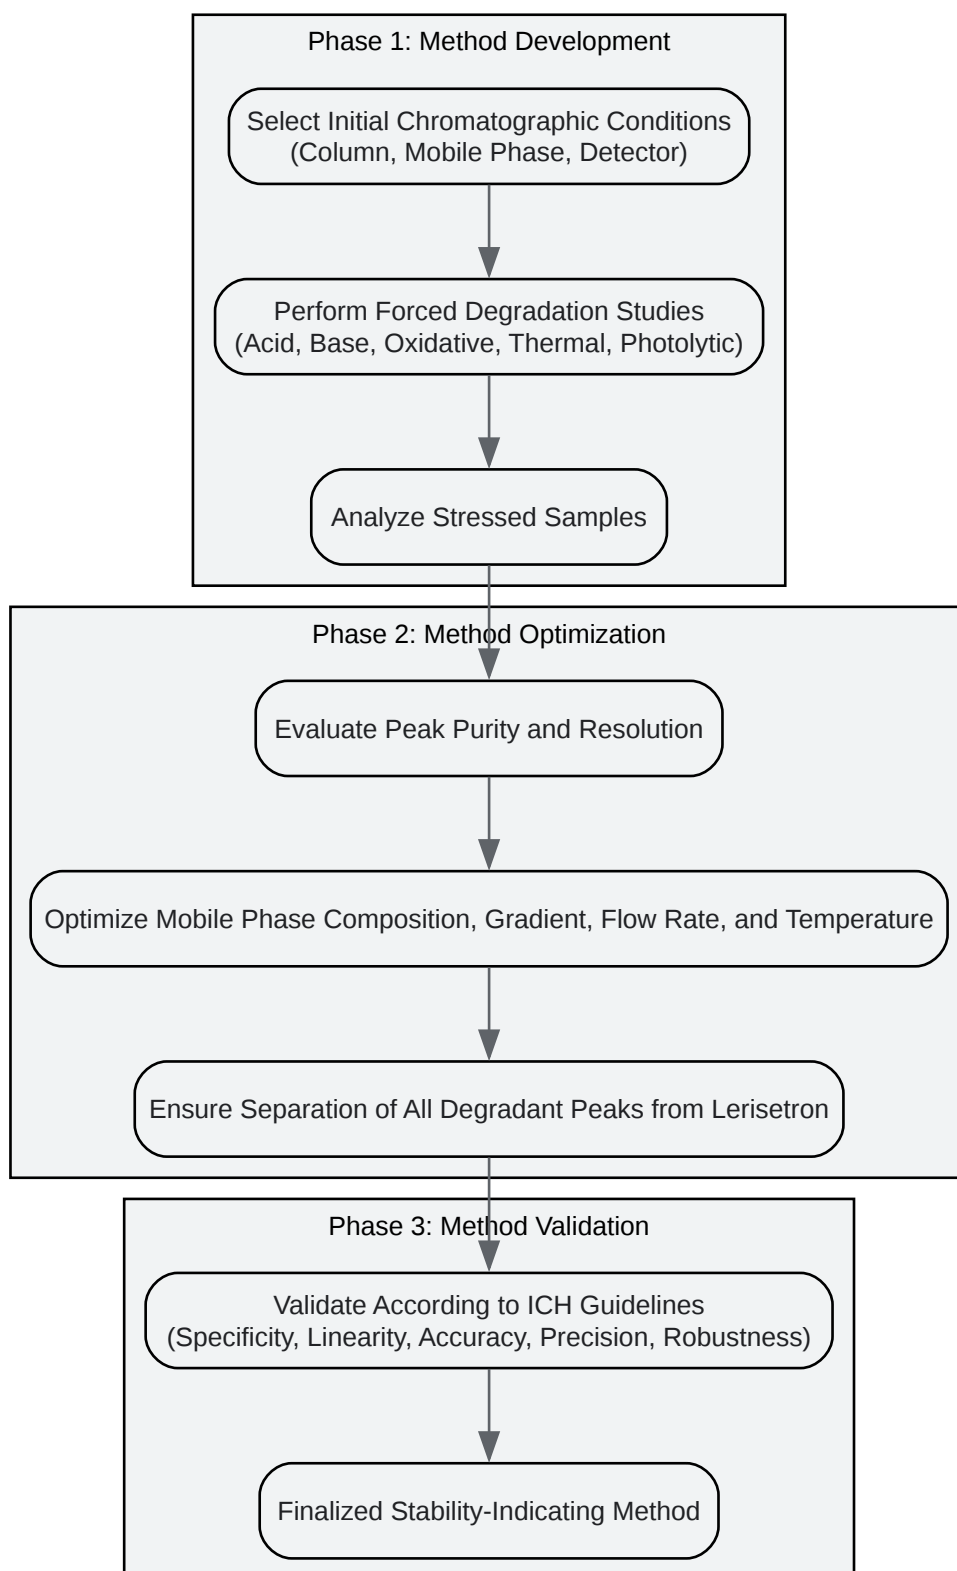 Phase 1: Method Development
Select Initial Chromatographic Conditions
(Column, Mobile Phase, Detector)
Perform Forced Degradation Studies
(Acid, Base, Oxidative, Thermal, Photolytic)
Analyze Stressed Samples
Phase 2: Method Optimization
Evaluate Peak Purity and Resolution
Optimize Mobile Phase Composition, Gradient, Flow Rate, and Temperature
Ensure Separation of All Degradant Peaks from Lerisetron
Phase 3: Method Validation
Validate According to ICH Guidelines
(Specificity, Linearity, Accuracy, Precision, Robustness)
Finalized Stability-Indicating Method